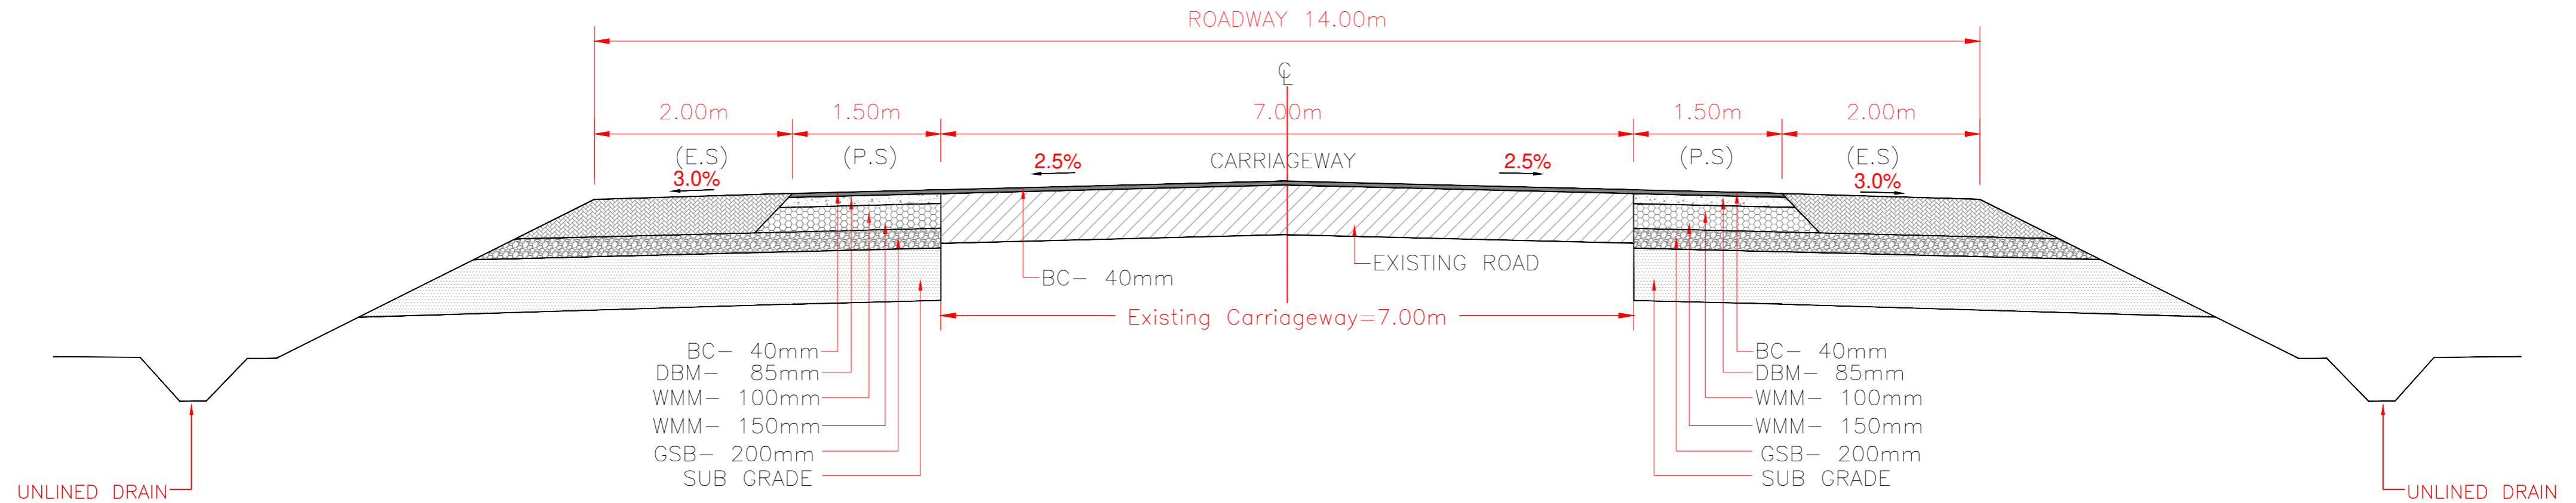 ROADWAY 14.00m
℄
2.00m 1.50m 7.00m 1.50m 2.00m
(E.S) (P.S) CARRIAGEWAY (P.S) (E.S)
3.0% 2.5% 2.5% 3.0%
EXISTING ROAD
BC- 40mm
Existing Carriageway=7.00m
BC- 40mm
DBM- 85mm
WMM- 100mm
WMM- 150mm
GSB- 200mm
SUB GRADE
BC- 40mm
DBM- 85mm
WMM- 100mm
WMM- 150mm
GSB- 200mm
SUB GRADE
UNLINED DRAIN
UNLINED DRAIN